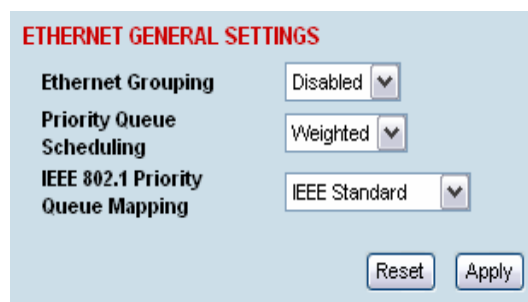 ETHERNET GENERAL SETTINGS
Ethernet Grouping Disabled
Priority Queue
Scheduling Weighted
IEEE 802.1 Priority
Queue Mapping IEEE Standard
Reset Apply